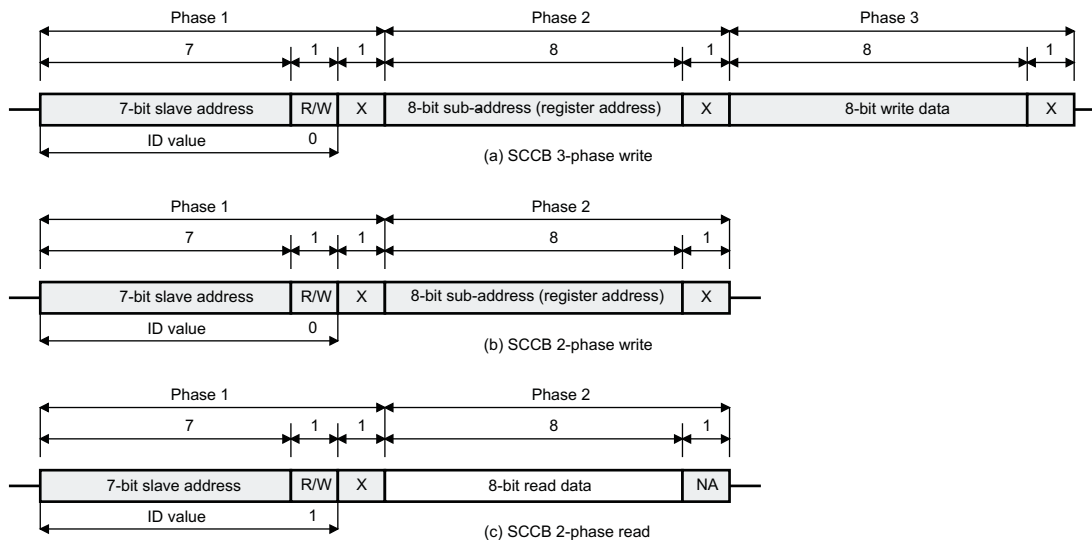 Phase 1 Phase 2 Phase 3
7 1 1 8 1 8 1
7-bit slave address R/W X 8-bit sub-address (register address) X 8-bit write data X
ID value 0
(a) SCCB 3-phase write
Phase 1 Phase 2
7 1 1 8 1
7-bit slave address R/W X 8-bit sub-address (register address) X
ID value 0
(b) SCCB 2-phase write
Phase 1 Phase 2
7 1 1 8 1
7-bit slave address R/W X 8-bit read data NA
ID value 1
(c) SCCB 2-phase read